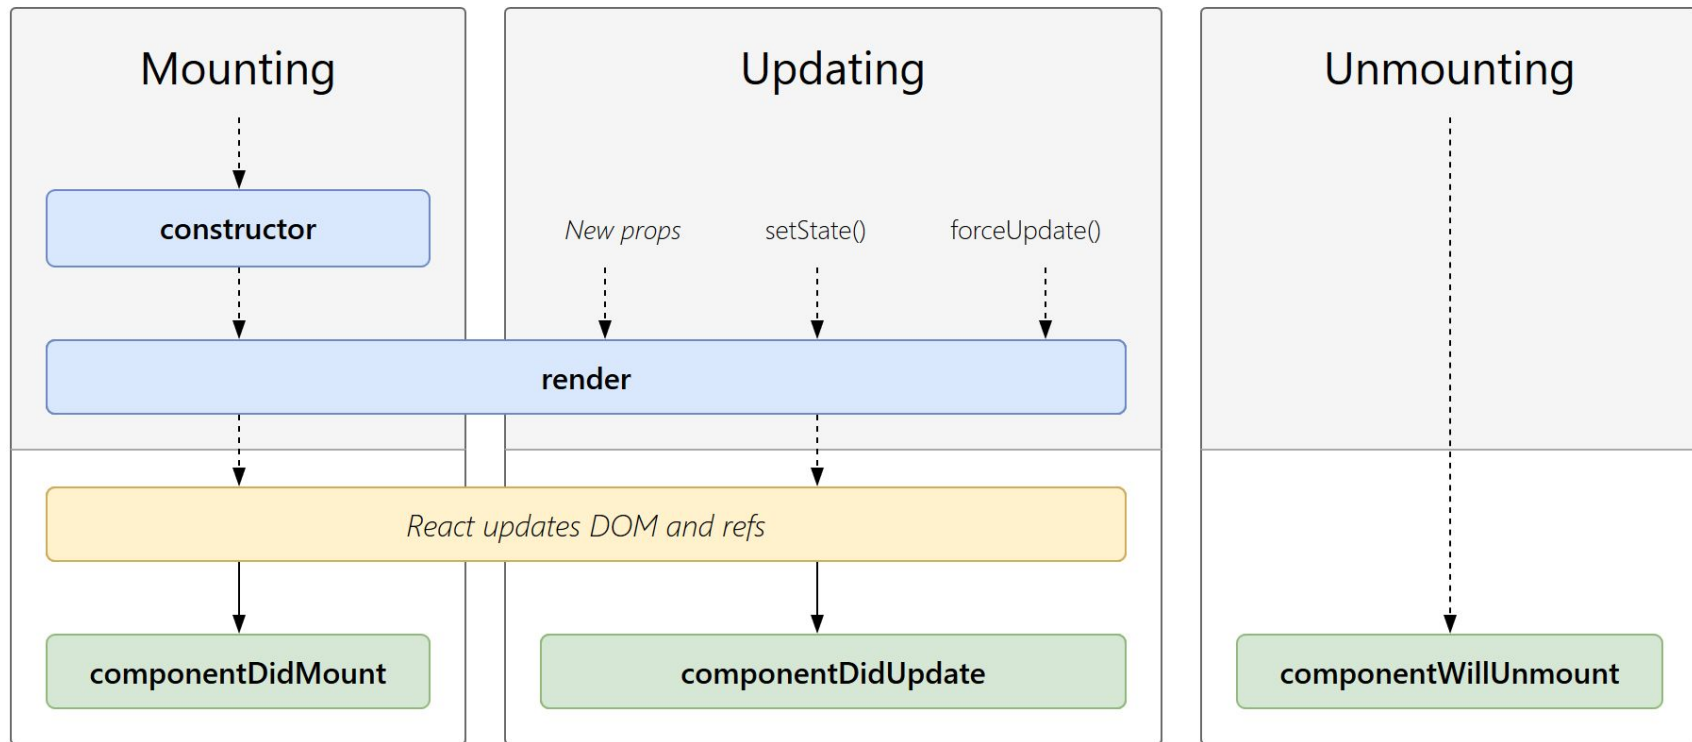 Mounting
Updating
Unmounting
constructor
New props
setState()
forceUpdate()
render
React updates DOM and refs
componentDidMount
componentDidUpdate
componentWillUnmount